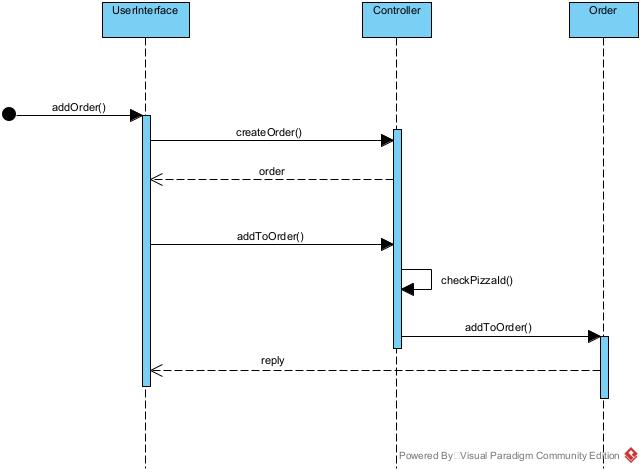 UserInterface
Controller
Order
addOrder()
createOrder()
order
addToOrder()
checkPizzaId()
addToOrder()
reply
Powered By Visual Paradigm Community Edition